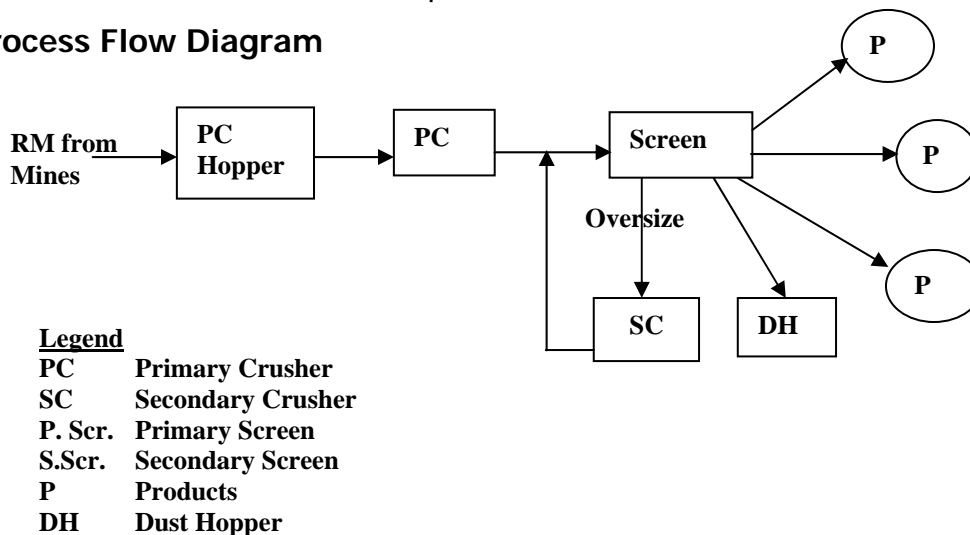 rocess Flow Diagram
P
RM from
Mines
PC
Hopper
PC
Screen
P
Oversize
P
SC
DH
Legend
PC Primary Crusher
SC Secondary Crusher
P. Scr. Primary Screen
S.Scr. Secondary Screen
P Products
DH Dust Hopper